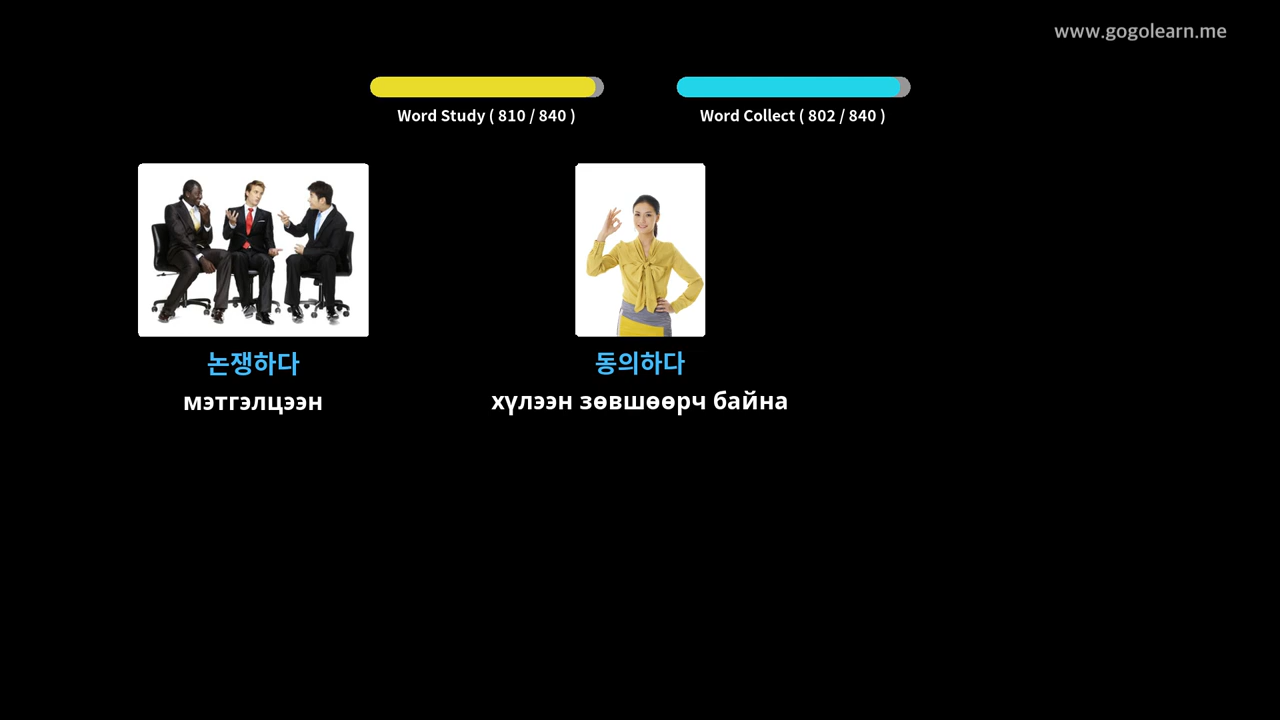 www.gogolearn.me
Word Study ( 810 / 840 )
Word Collect ( 802 / 840 )
논쟁하다
мэтгэлцээн
동의하다
хүлээн зөвшөөрч байна